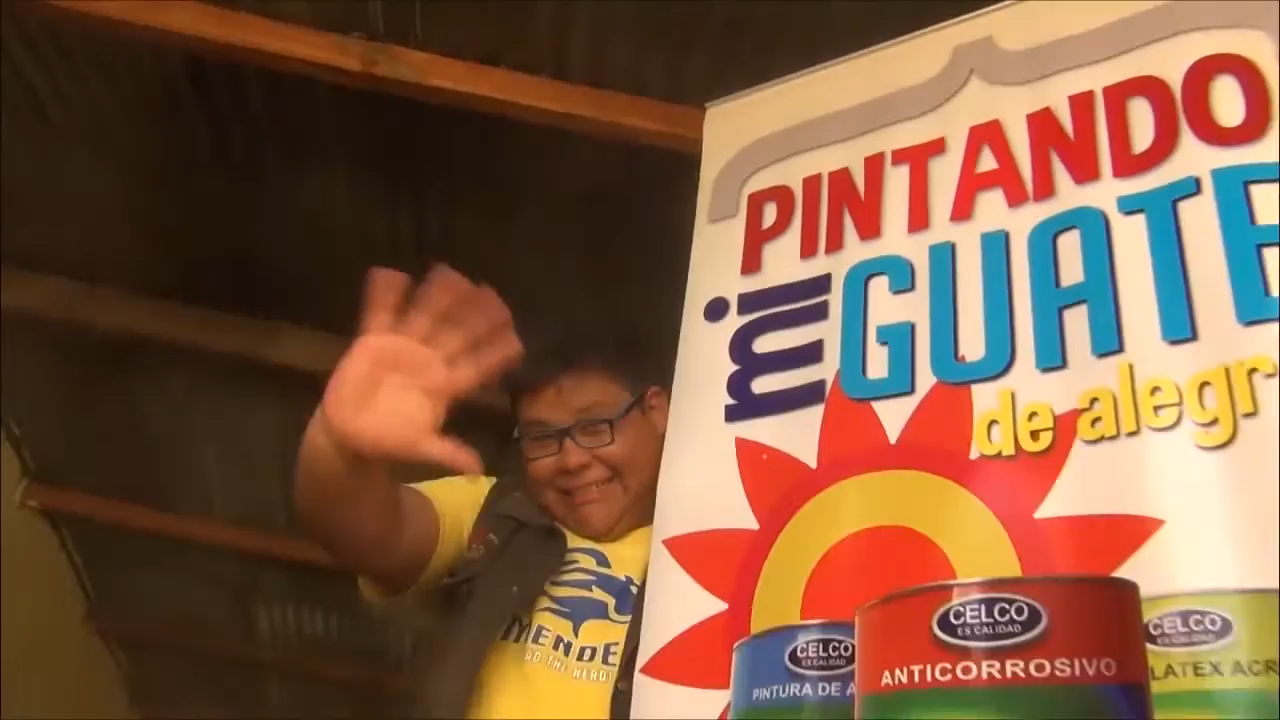 PINTANDO
mi GUATE
de alegr
CELCO
ES CALIDAD
PINTURA DE A
CELCO
ES CALIDAD
ANTICORROSIVO
CELCO
ES CALIDAD
LATEX ACR
MENDE